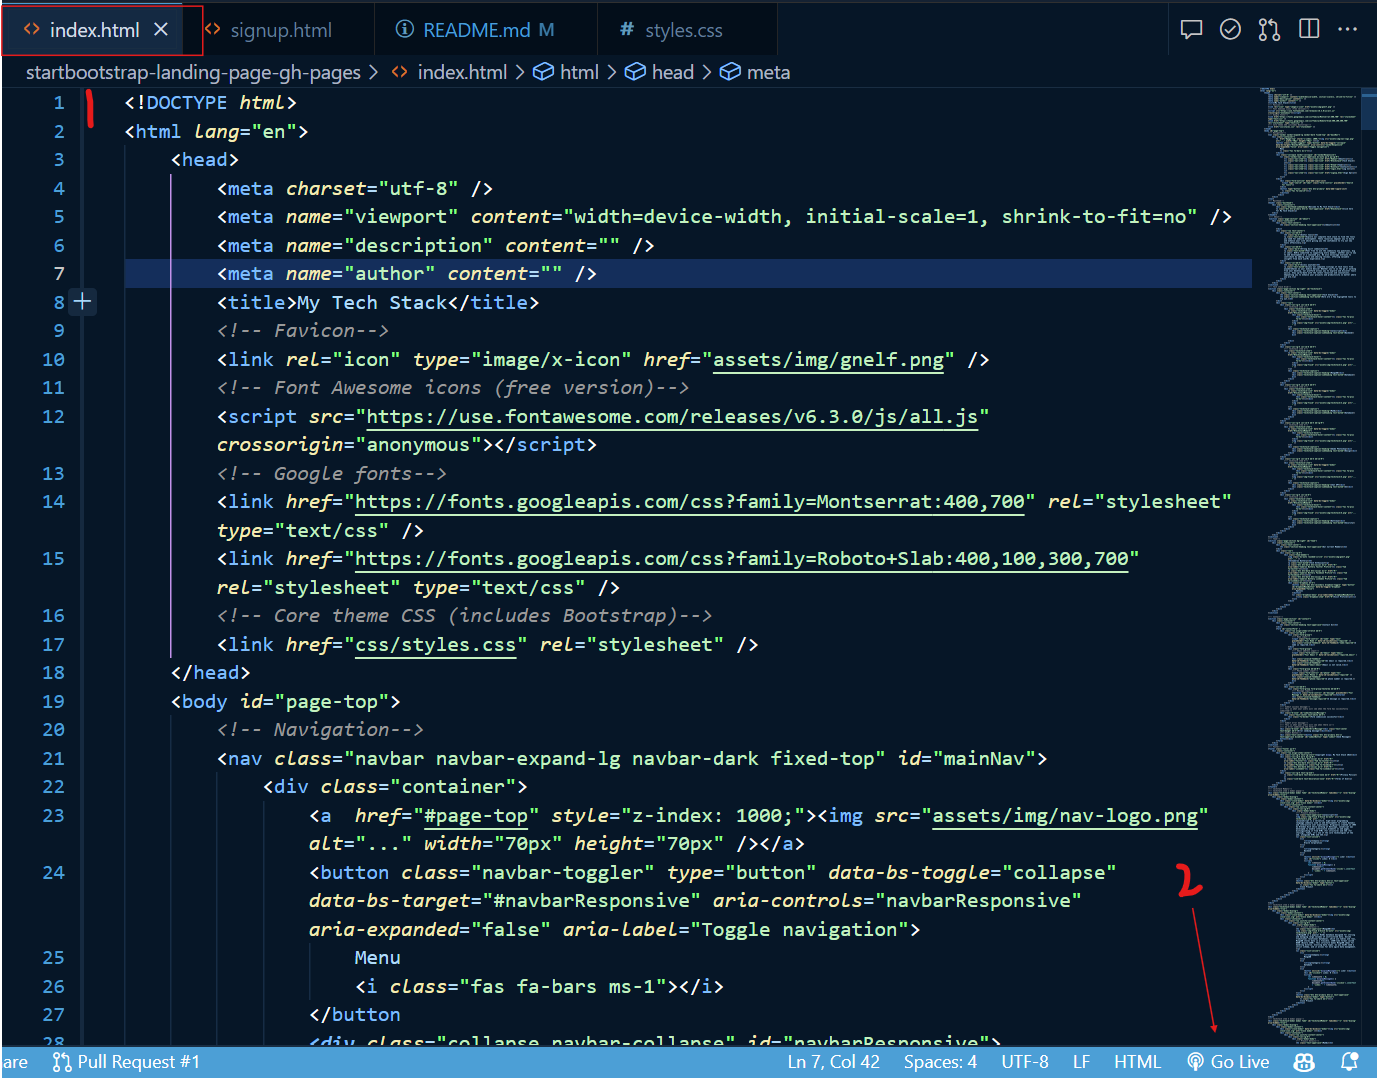 index.html
signup.html
README.md M
# styles.css
startbootstrap-landing-page-gh-pages > <> index.html > html > head > meta
1 <!DOCTYPE html>
2 <html lang="en">
3 <head>
4 <meta charset="utf-8" />
5 <meta name="viewport" content="width=device-width, initial-scale=1, shrink-to-fit=no" />
6 <meta name="description" content="" />
7 <meta name="author" content="" />
8 <title>My Tech Stack</title>
9 <!-- Favicon-->
10 <link rel="icon" type="image/x-icon" href="assets/img/gnelf.png" />
11 <!-- Font Awesome icons (free version)-->
12 <script src="https://use.fontawesome.com/releases/v6.3.0/js/all.js"
crossorigin="anonymous"></script>
13 <!-- Google fonts-->
14 <link href="https://fonts.googleapis.com/css?family=Montserrat:400,700" rel="stylesheet"
type="text/css" />
15 <link href="https://fonts.googleapis.com/css?family=Roboto+Slab:400,100,300,700"
rel="stylesheet" type="text/css" />
16 <!-- Core theme CSS (includes Bootstrap)-->
17 <link href="css/styles.css" rel="stylesheet" />
18 </head>
19 <body id="page-top">
20 <!-- Navigation-->
21 <nav class="navbar navbar-expand-lg navbar-dark fixed-top" id="mainNav">
22 <div class="container">
23 <a  href="#page-top" style="z-index: 1000;"><img src="assets/img/nav-logo.png"
alt="..." width="70px" height="70px" /></a>
24 <button class="navbar-toggler" type="button" data-bs-toggle="collapse"
data-bs-target="#navbarResponsive" aria-controls="navbarResponsive"
aria-expanded="false" aria-label="Toggle navigation">
25 Menu
26 <i class="fas fa-bars ms-1"></i>
27 </button
28 <div class="collapse navbar-collapse" id="navbarResponsive">
1
2
are
Pull Request #1
Ln 7, Col 42
Spaces: 4
UTF-8
LF
HTML
Go Live